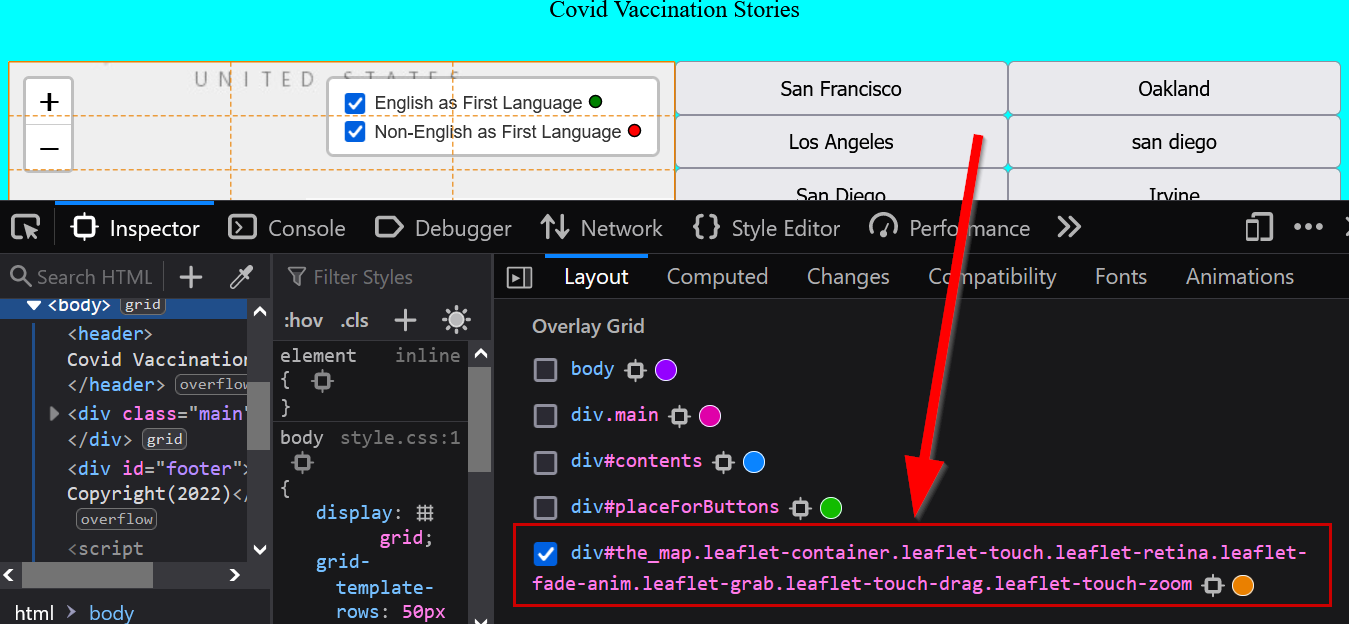 Covid Vaccination Stories
UNITED STATES
+
−
English as First Language
Non-English as First Language
San Francisco
Oakland
Los Angeles
san diego
San Diego
Irvine
Inspector
Console
Debugger
Network
{} Style Editor
Performance
Search HTML
+
Filter Styles
Layout
Computed
Changes
Compatibility
Fonts
Animations
<body> grid
<header>
Covid Vaccination
</header> overflow
<div class="main"
</div> grid
<div id="footer">
Copyright(2022)</
overflow
<script
html > body
:hov .cls +
element inline
{
}
body style.css:1
{
display:
grid;
grid-
template-
rows: 50px
Overlay Grid
body
div.main
div#contents
div#placeForButtons
div#the_map.leaflet-container.leaflet-touch.leaflet-retina.leaflet-
fade-anim.leaflet-grab.leaflet-touch-drag.leaflet-touch-zoom